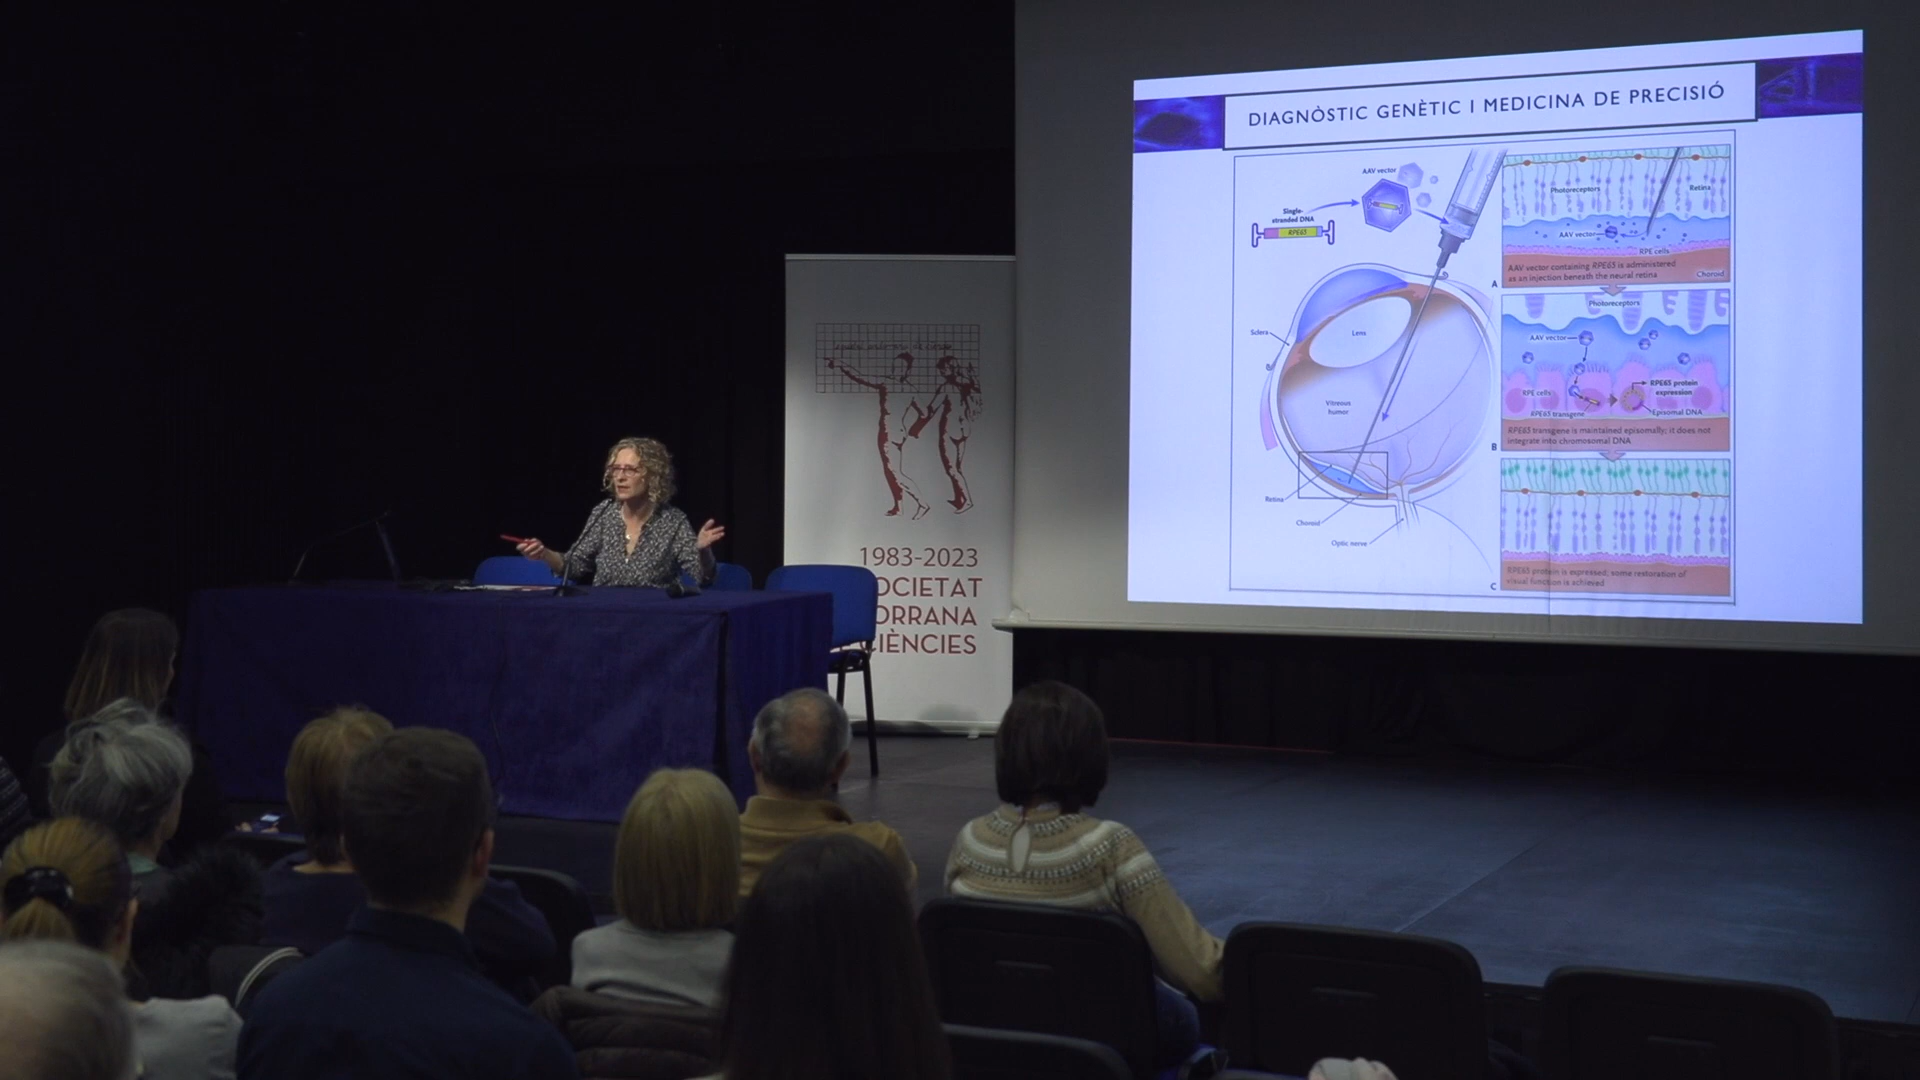 DIAGNÒSTIC GENÈTIC I MEDICINA DE PRECISIÓ
AAV vector
Single-
stranded DNA
RPE65
Sclera
Lens
Vitreous
humor
Retina
Choroid
Optic nerve
Photoreceptors
Retina
AAV vector
RPE cells
AAV vector containing RPE65 is administered
as an injection beneath the neural retina
Choroid
A
Photoreceptors
AAV vector
RPE65 protein
expression
RPE cells
RPE65 transgene
Episomal DNA
RPE65 transgene is maintained episomally; it does not
integrate into chromosomal DNA
B
RPE65 protein is expressed; some restoration of
visual function is achieved
C
1983-2023
OCIETAT
ORRANA
CIÈNCIES